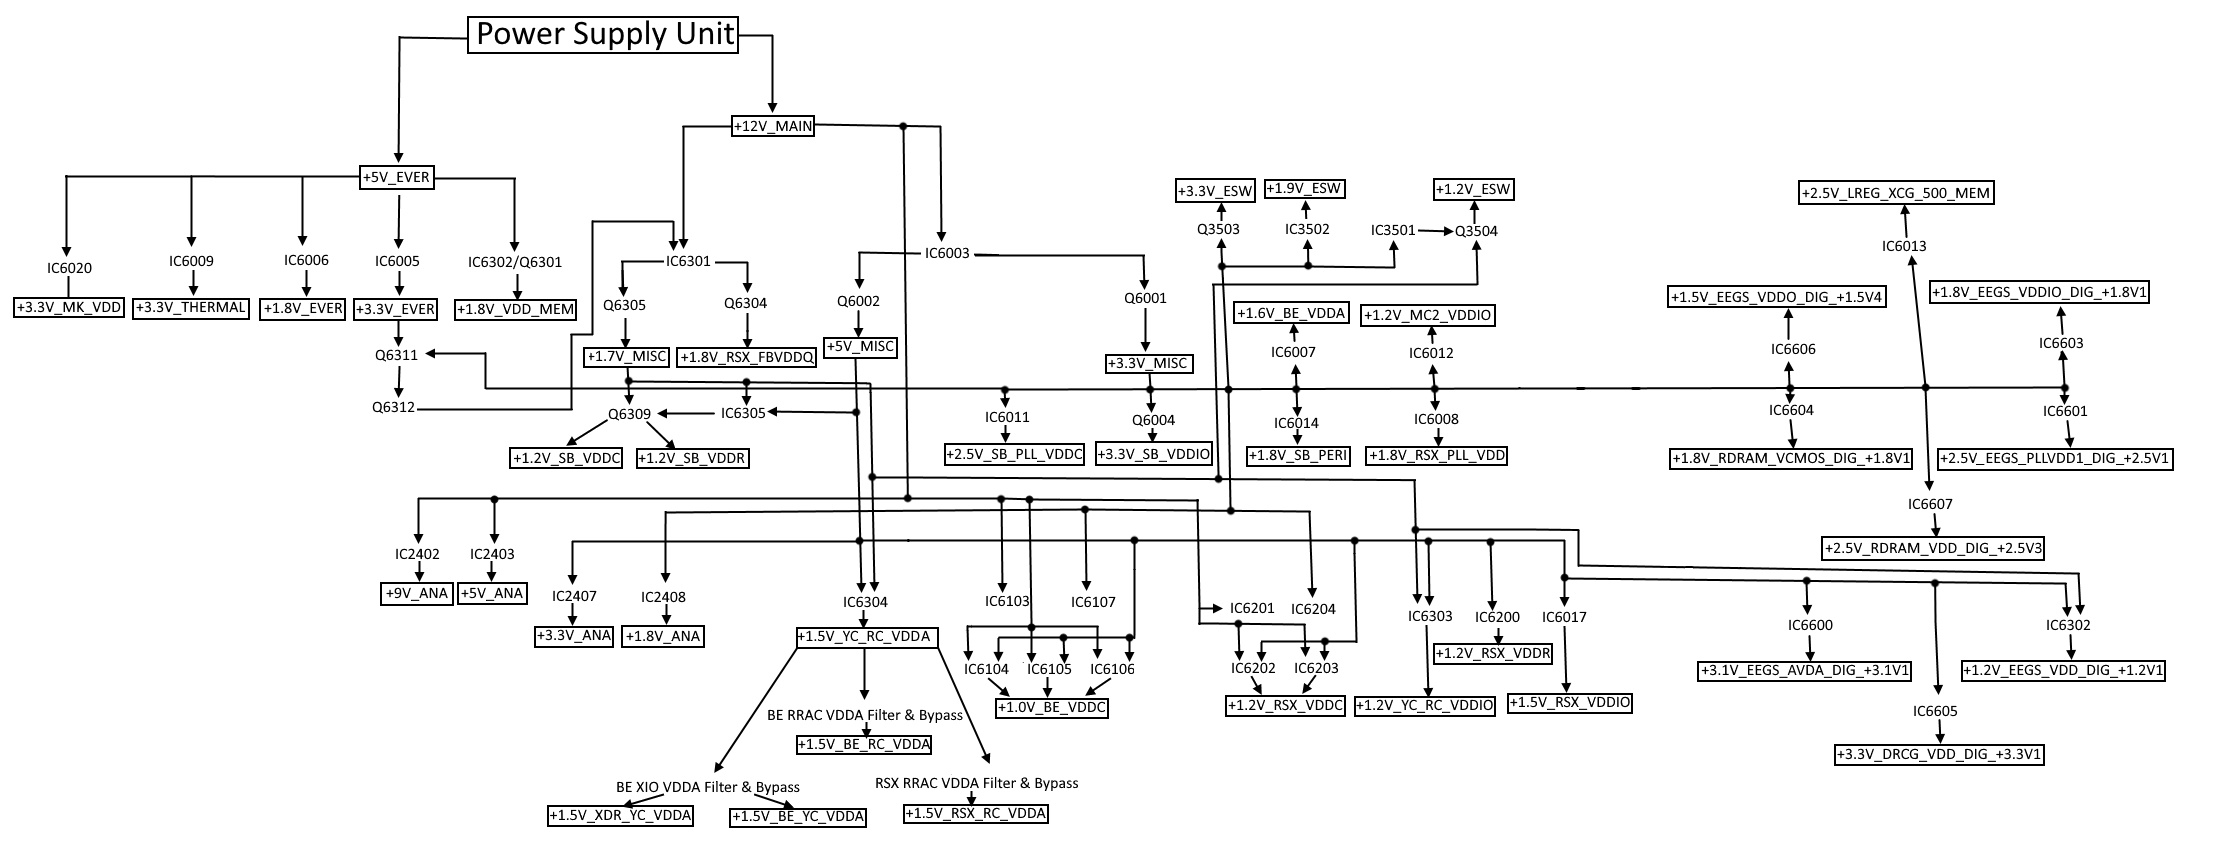 Power Supply Unit
+12V_MAIN
+5V_EVER
+3.3V_ESW
+1.9V_ESW
+1.2V_ESW
+2.5V_LREG_XCG_500_MEM
Q3503
IC3502
IC3501
Q3504
IC6013
IC6020
IC6009
IC6006
IC6005
IC6302/Q6301
IC6301
IC6003
+3.3V_MK_VDD
+3.3V_THERMAL
+1.8V_EVER
+3.3V_EVER
+1.8V_VDD_MEM
Q6305
Q6304
Q6002
Q6001
+1.6V_BE_VDDA
+1.2V_MC2_VDDIO
+1.5V_EEGS_VDDO_DIG_+1.5V4
+1.8V_EEGS_VDDIO_DIG_+1.8V1
Q6311
+1.7V_MISC
+1.8V_RSX_FBVDDQ
+5V_MISC
+3.3V_MISC
IC6007
IC6012
IC6606
IC6603
Q6312
Q6309
IC6305
IC6011
Q6004
IC6014
IC6008
IC6604
IC6601
+1.2V_SB_VDDC
+1.2V_SB_VDDR
+2.5V_SB_PLL_VDDC
+3.3V_SB_VDDIO
+1.8V_SB_PERI
+1.8V_RSX_PLL_VDD
+1.8V_RDRAM_VCMOS_DIG_+1.8V1
+2.5V_EEGS_PLLVDD1_DIG_+2.5V1
IC6607
+2.5V_RDRAM_VDD_DIG_+2.5V3
IC2402
IC2403
+9V_ANA
+5V_ANA
IC2407
IC2408
IC6304
IC6103
IC6107
IC6201
IC6204
IC6303
IC6200
IC6017
IC6600
IC6302
+3.3V_ANA
+1.8V_ANA
+1.5V_YC_RC_VDDA
+1.2V_RSX_VDDR
IC6104
IC6105
IC6106
IC6202
IC6203
+3.1V_EEGS_AVDA_DIG_+3.1V1
+1.2V_EEGS_VDD_DIG_+1.2V1
+1.0V_BE_VDDC
+1.2V_RSX_VDDC
+1.2V_YC_RC_VDDIO
+1.5V_RSX_VDDIO
IC6605
BE RRAC VDDA Filter & Bypass
+1.5V_BE_RC_VDDA
+3.3V_DRCG_VDD_DIG_+3.3V1
BE XIO VDDA Filter & Bypass
RSX RRAC VDDA Filter & Bypass
+1.5V_XDR_YC_VDDA
+1.5V_BE_YC_VDDA
+1.5V_RSX_RC_VDDA